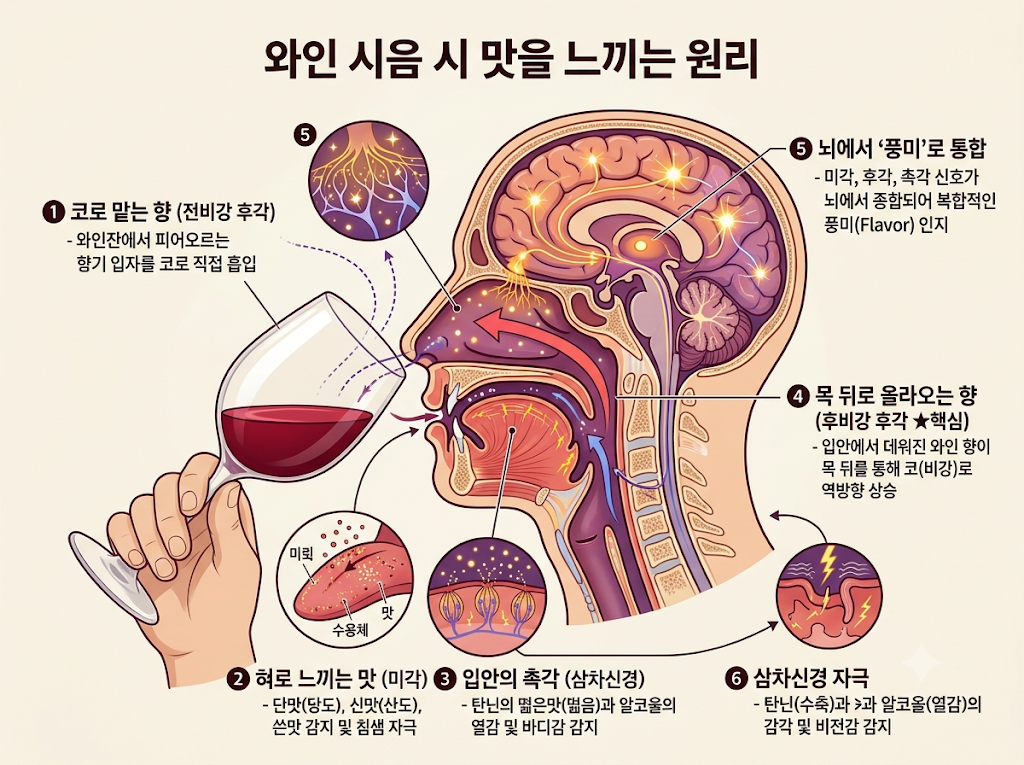 와인 시음 시 맛을 느끼는 원리
5
1 코로 맡는 향 (전비강 후각)
- 와인잔에서 피어오르는
향기 입자를 코로 직접 흡입
5 뇌에서 '풍미'로 통합
- 미각, 후각, 촉각 신호가
뇌에서 종합되어 복합적인
풍미(Flavor) 인지
4 목 뒤로 올라오는 향
(후비강 후각 ★핵심)
- 입안에서 데워진 와인 향이
목 뒤를 통해 코(비강)로
역방향 상승
미뢰
맛
수용체
2 혀로 느끼는 맛 (미각)
- 단맛(당도), 신맛(산도),
쓴맛 감지 및 침샘 자극
3 입안의 촉각 (삼차신경)
- 탄닌의 떫은맛(떫음)과 알코올의
열감 및 바디감 감지
6 삼차신경 자극
- 탄닌(수축)과 과 알코올(열감)의
감각 및 비전감 감지